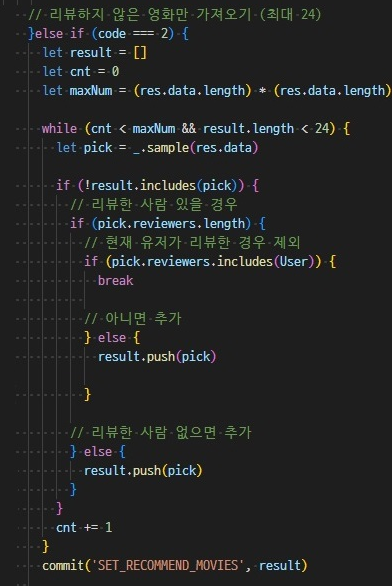 // 리뷰하지 않은 영화만 가져오기 (최대 24)
}else if (code === 2) {
let result = []
let cnt = 0
let maxNum = (res.data.length) * (res.data.length)
while (cnt < maxNum && result.length < 24) {
let pick = _.sample(res.data)
if (!result.includes(pick)) {
// 리뷰한 사람 있을 경우
if (pick.reviewers.length) {
// 현재 유저가 리뷰한 경우 제외
if (pick.reviewers.includes(User)) {
break
// 아니면 추가
} else {
result.push(pick)
}
// 리뷰한 사람 없으면 추가
} else {
result.push(pick)
}
}
cnt += 1
}
commit('SET_RECOMMEND_MOVIES', result)